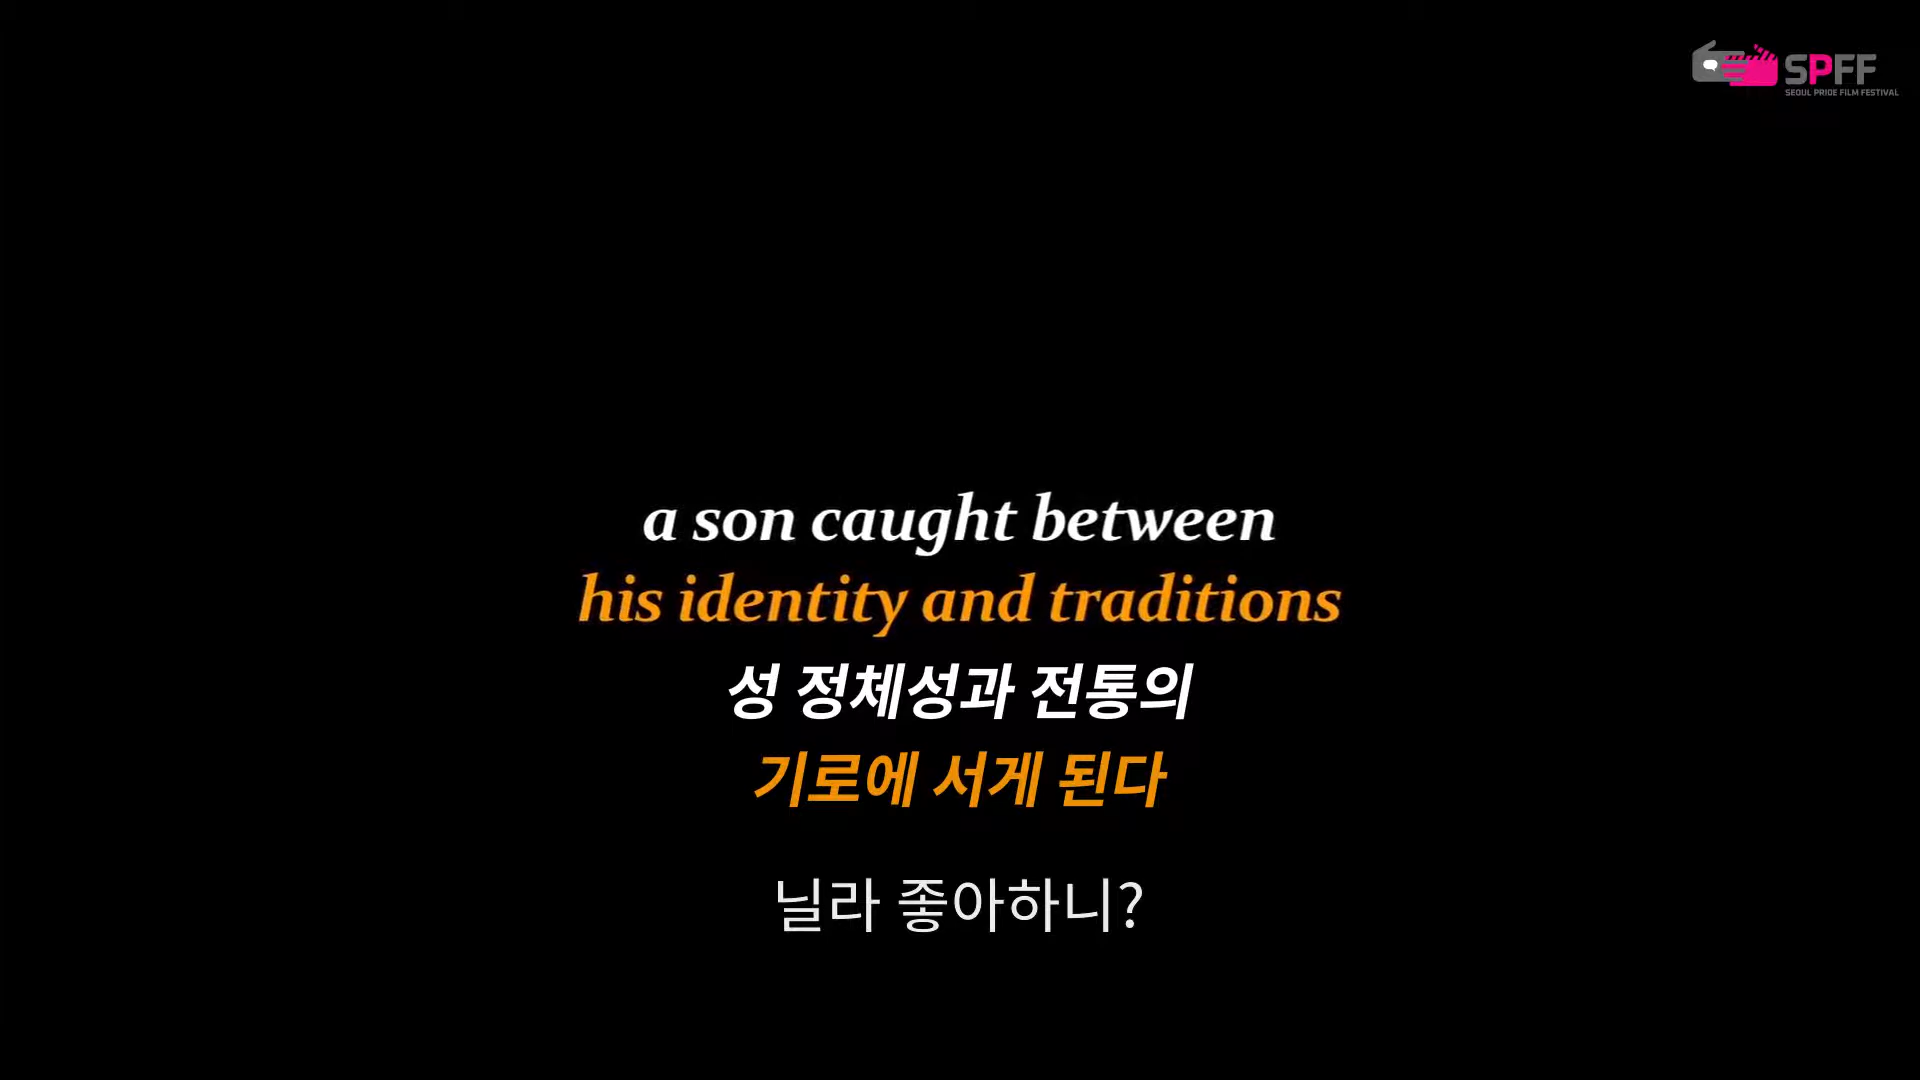 SPFF
SEOUL PRIDE FILM FESTIVAL
a son caught between
his identity and traditions
성 정체성과 전통의
기로에 서게 된다
닐라 좋아하니?